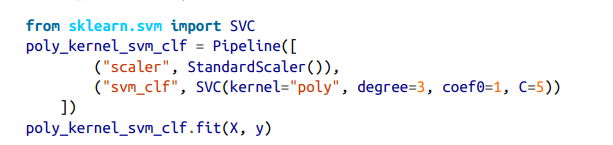 from sklearn.svm import SVC
poly_kernel_svm_clf = Pipeline([
        ("scaler", StandardScaler()),
        ("svm_clf", SVC(kernel="poly", degree=3, coef0=1, C=5))
    ])
poly_kernel_svm_clf.fit(X, y)